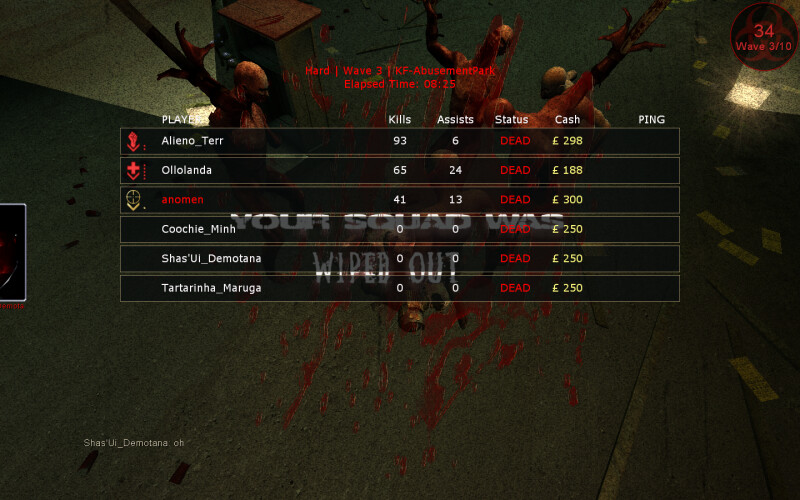 34
Wave 3/10
Hard | Wave 3 | KF-AbusementPark
Elapsed Time: 08:25
PLAYER Kills Assists Status Cash PING
Alieno_Terr 93 6 DEAD £ 298
Ollolanda 65 24 DEAD £ 188
anomen 41 13 DEAD £ 300
YOUR SQUAD WAS
Coochie_Minh 0 0 DEAD £ 250
Shas'Ui_Demotana 0 0 DEAD £ 250
WIPED OUT
Tartarinha_Maruga 0 0 DEAD £ 250
Shas'Ui_Demotana: oh